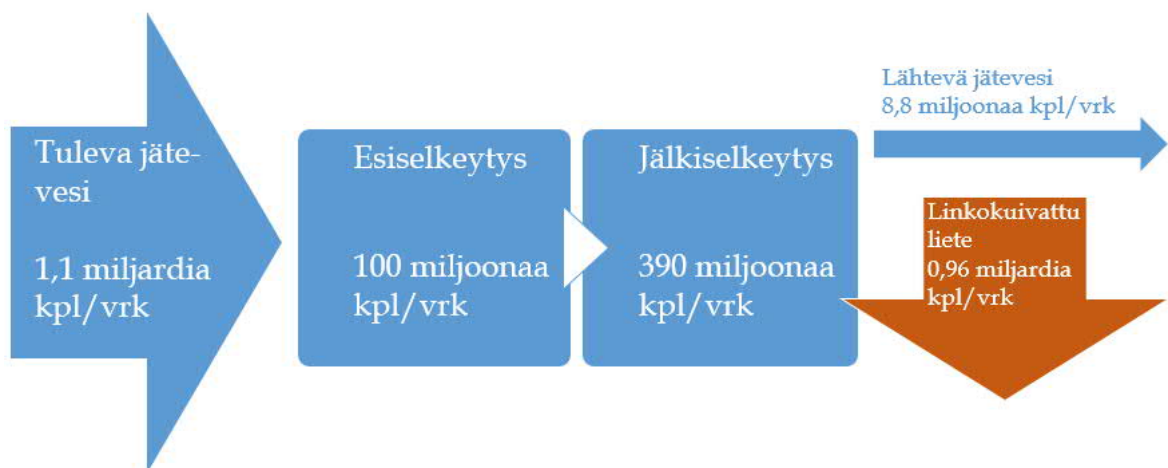 Tuleva jäte-
vesi
1,1 miljardia
kpl/vrk
Esiselkeytys
100 miljoonaa
kpl/vrk
Jälkiselkeytys
390 miljoonaa
kpl/vrk
Lähtevä jätevesi
8,8 miljoonaa kpl/vrk
Linkokuivattu
liete
0,96 miljardia
kpl/vrk